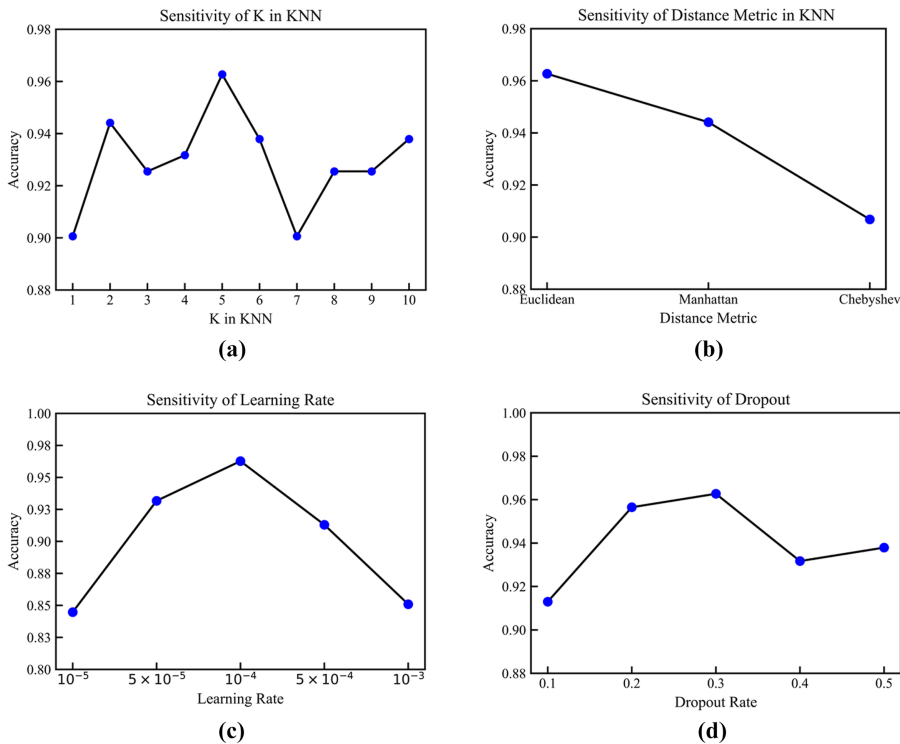 Sensitivity of K in KNN
0.98
0.96
0.94
0.92
0.90
0.88
Accuracy
1 2 3 4 5 6 7 8 9 10
K in KNN
(a)
Sensitivity of Distance Metric in KNN
0.98
0.96
0.94
0.92
0.90
0.88
Accuracy
Euclidean Manhattan Chebyshev
Distance Metric
(b)
Sensitivity of Learning Rate
1.00
0.98
0.95
0.93
0.90
0.88
0.85
0.83
0.80
Accuracy
10⁻⁵ 5 × 10⁻⁵ 10⁻⁴ 5 × 10⁻⁴ 10⁻³
Learning Rate
(c)
Sensitivity of Dropout
1.00
0.98
0.96
0.94
0.92
0.90
0.88
Accuracy
0.1 0.2 0.3 0.4 0.5
Dropout Rate
(d)